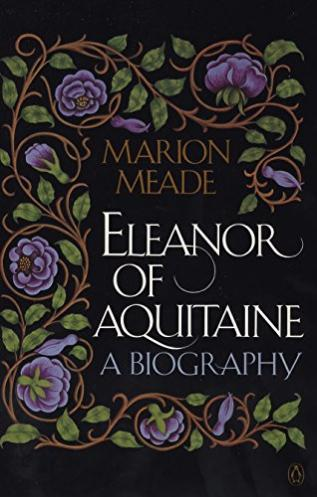 MARION
MEADE
ELEANOR
OF
AQUITAINE
A BIOGRAPHY